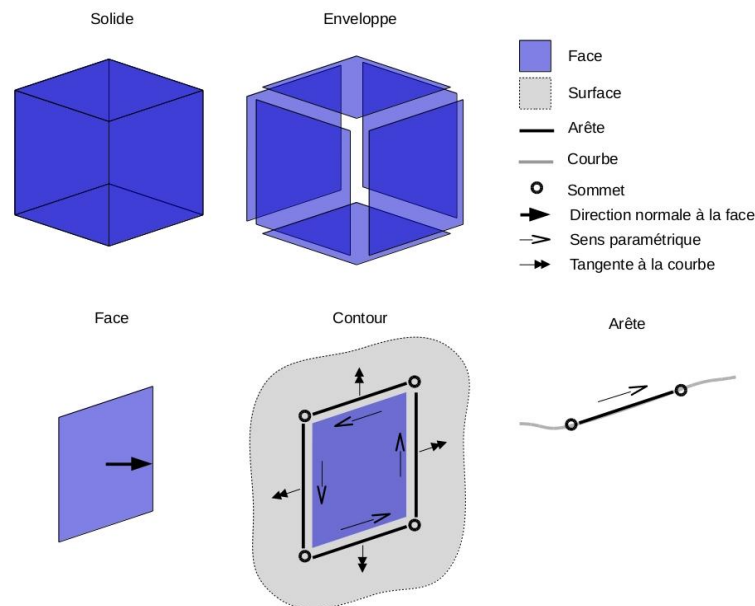 Solide
Enveloppe
Face
Surface
Arête
Courbe
Sommet
Direction normale à la face
Sens paramétrique
Tangente à la courbe
Face
Contour
Arête